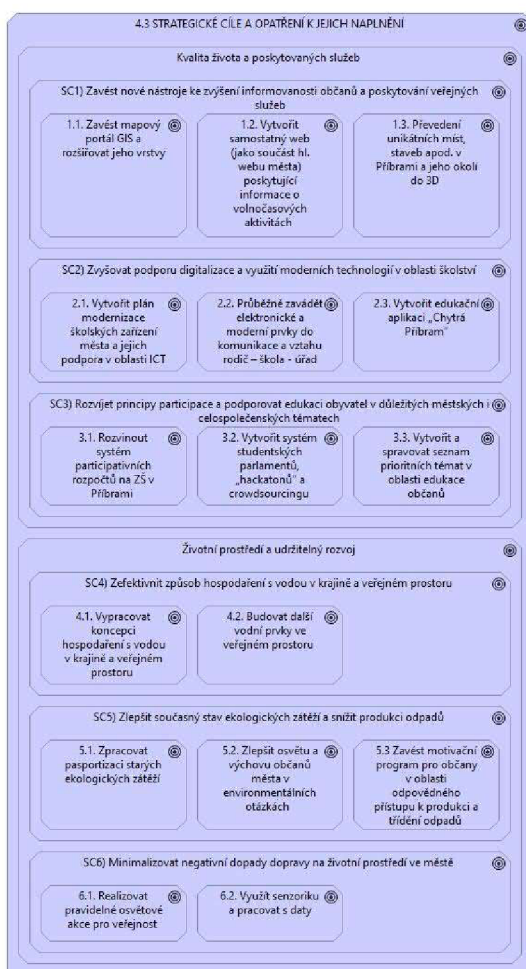 4.3 STRATEGICKÉ CÍLE A OPATŘENÍ K JEJICH NAPLNĚNÍ
Kvalita života a poskytovaných služeb
SC1) Zavést nové nástroje ke zvýšení informovanosti občanů a poskytování veřejných
služeb
1.1. Zavést mapový
portál GIS a
rozšiřovat jeho vrstvy
1.2. Vytvořit
samostatný web
(jako součást hl.
webu města)
poskytující
informace o
volnočasových
aktivitách
1.3. Převedení
unikátních míst,
staveb apod. v
Příbrami a jeho okolí
do 3D
SC2) Zvyšovat podporu digitalizace a využití moderních technologií v oblasti školství
2.1. Vytvořit plán
modernizace
školských zařízení
města a jejich
podpora v oblasti ICT
2.2. Průběžné zavádět
elektronické a
moderní prvky do
komunikace a vztahu
rodič – škola - úřad
2.3. Vytvořit edukační
aplikaci „Chytrá
Příbram"
SC3) Rozvíjet principy participace a podporovat edukaci obyvatel v důležitých městských i
celospolečenských tématech
3.1. Rozvinout
systém
participativních
rozpočtů na ZŠ v
Příbrami
3.2. Vytvořit systém
studentských
parlamentů,
„hackatonů" a
crowdsourcingu
3.3. Vytvořit a
spravovat seznam
prioritních témat v
oblasti edukace
občanů
Životní prostředí a udržitelný rozvoj
SC4) Zefektivnit způsob hospodaření s vodou v krajině a veřejném prostoru
4.1. Vypracovat
koncepci
hospodaření s vodou
v krajině a veřejném
prostoru
4.2. Budovat další
vodní prvky ve
veřejném prostoru
SC5) Zlepšit současný stav ekologických zátěží a snížit produkci odpadů
5.1. Zpracovat
pasportizaci starých
ekologických zátěží
5.2. Zlepšit osvětu a
výchovu občanů
města v
environmentálních
otázkách
5.3 Zavést motivační
program pro občany
v oblasti
odpovědného
přístupu k produkci a
třídění odpadů
SC6) Minimalizovat negativní dopady dopravy na životní prostředí ve městě
6.1. Realizovat
pravidelné osvětové
akce pro veřejnost
6.2. Využít senzoriku
a pracovat s daty